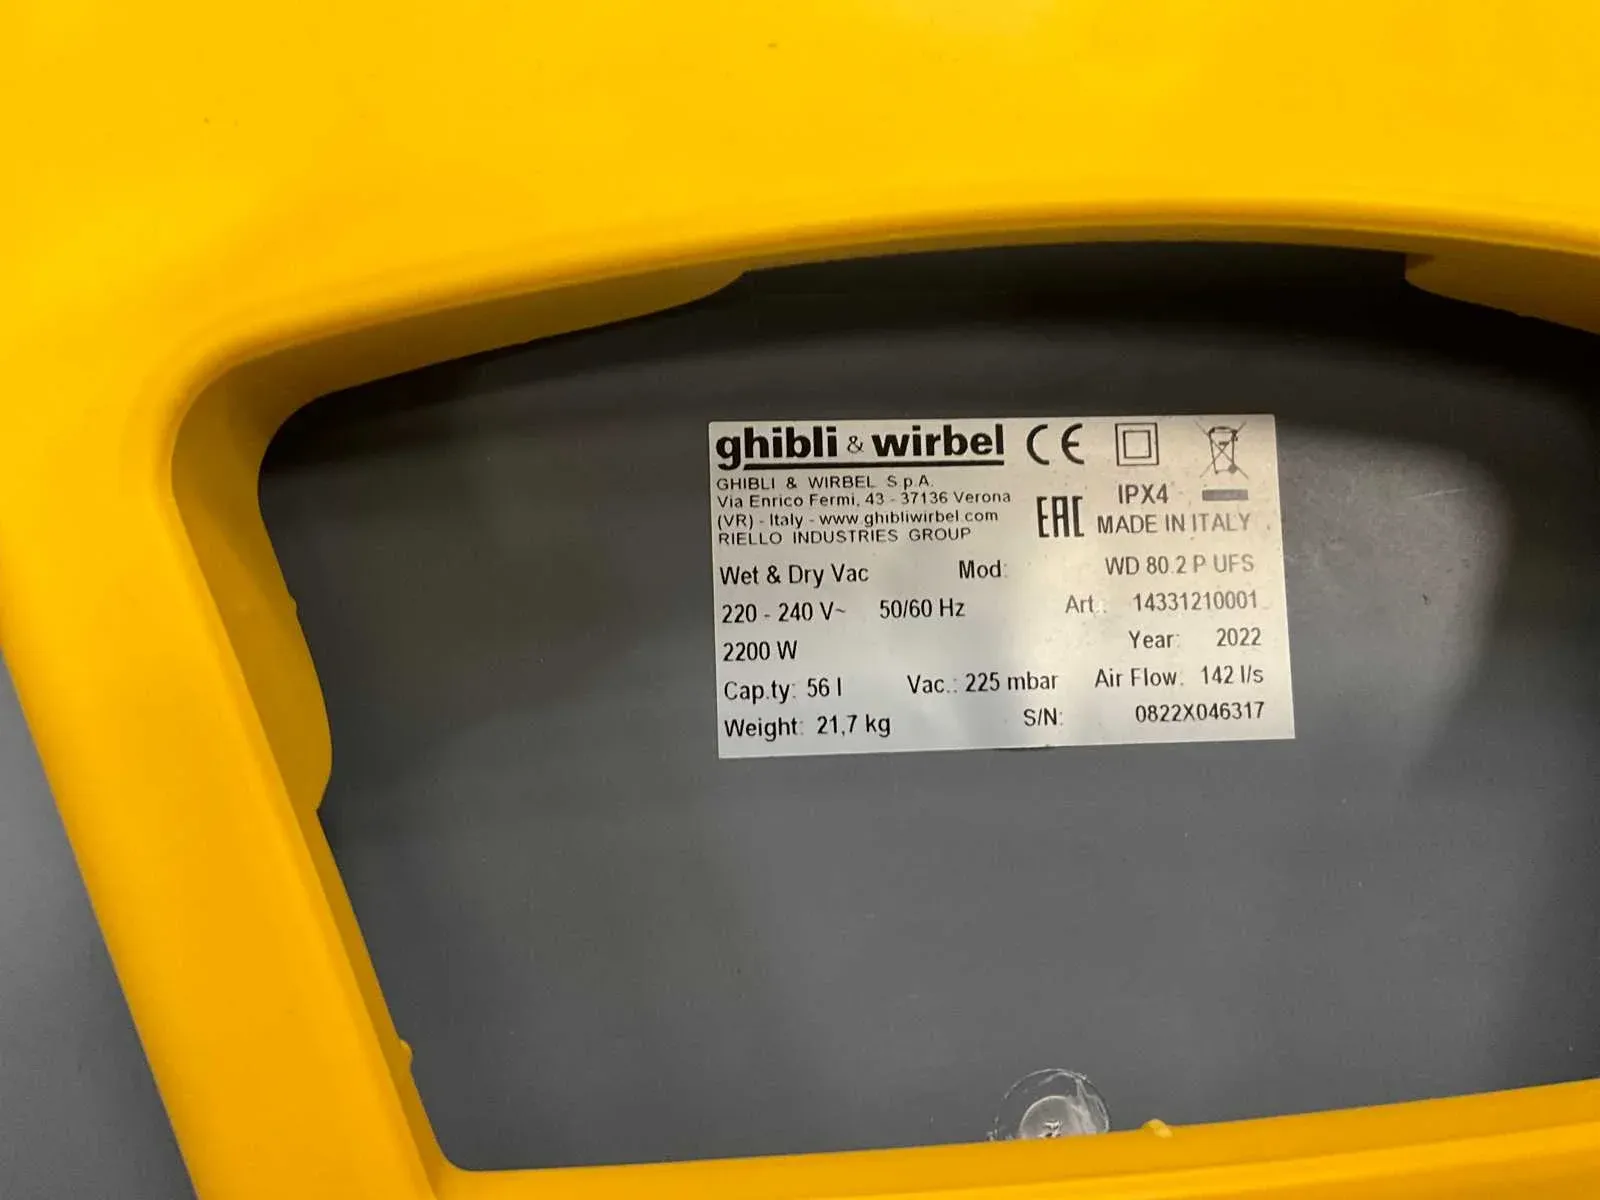 ghibli & wirbel CE
GHIBLI & WIRBEL S.p.A.
Via Enrico Fermi, 43 - 37136 Verona
(VR) - Italy - www.ghibliwirbel.com
RIELLO INDUSTRIES GROUP
EAC IPX4
MADE IN ITALY
Wet & Dry Vac Mod: WD 80.2 P UFS
220 - 240 V~ 50/60 Hz Art.: 14331210001
2200 W Year: 2022
Cap.ty: 56 l Vac.: 225 mbar Air Flow: 142 l/s
Weight: 21,7 kg S/N: 0822X046317